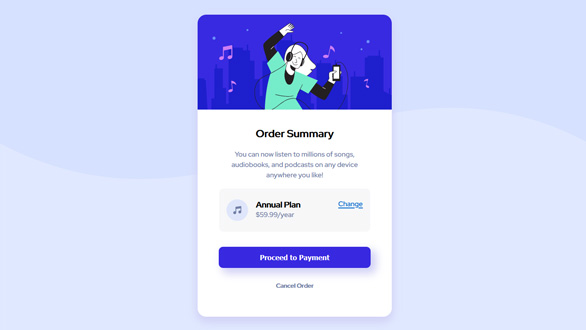 Order Summary
You can now listen to millions of songs,
audiobooks, and podcasts on any device
anywhere you like!
Annual Plan
Change
$59.99/year
Proceed to Payment
Cancel Order